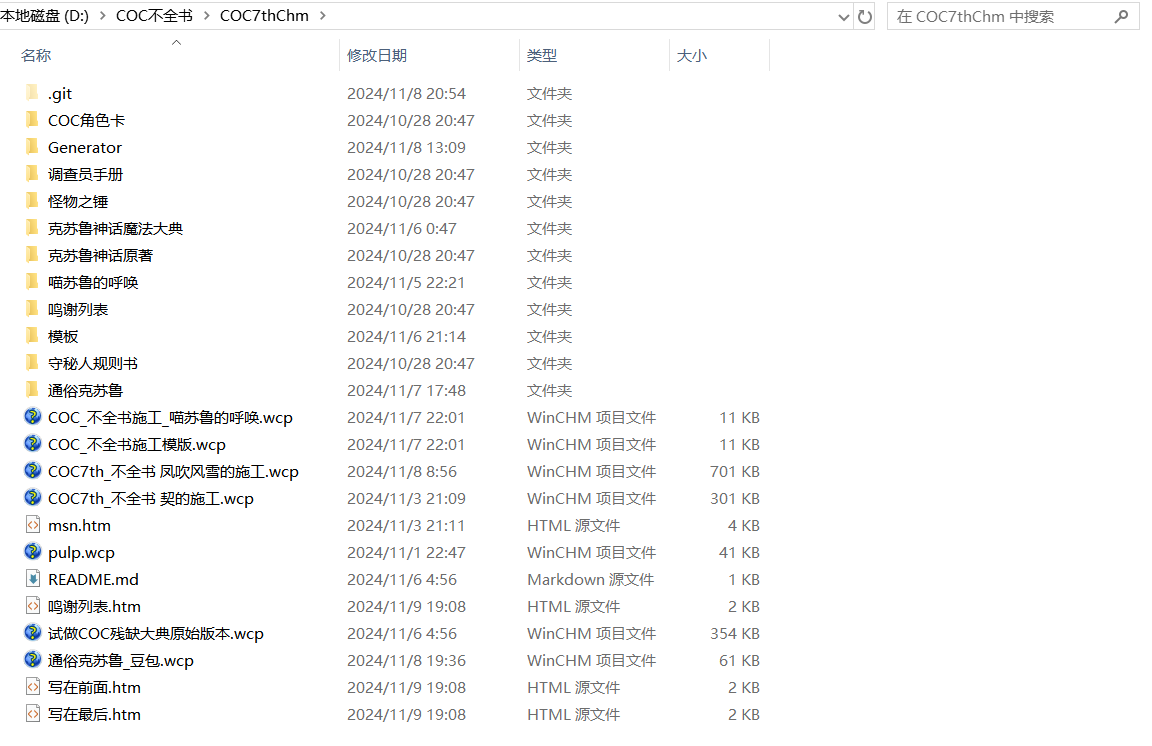 本地磁盘 (D:) > COC不全书 > COC7thChm >
在 COC7thChm 中搜索
名称 修改日期 类型 大小
.git 2024/11/8 20:54 文件夹
COC角色卡 2024/10/28 20:47 文件夹
Generator 2024/11/8 13:09 文件夹
调查员手册 2024/10/28 20:47 文件夹
怪物之锤 2024/10/28 20:47 文件夹
克苏鲁神话魔法大典 2024/11/6 0:47 文件夹
克苏鲁神话原著 2024/10/28 20:47 文件夹
喵苏鲁的呼唤 2024/11/5 22:21 文件夹
鸣谢列表 2024/10/28 20:47 文件夹
模板 2024/11/6 21:14 文件夹
守秘人规则书 2024/10/28 20:47 文件夹
通俗克苏鲁 2024/11/7 17:48 文件夹
COC_不全书施工_喵苏鲁的呼唤.wcp 2024/11/7 22:01 WinCHM 项目文件 11 KB
COC_不全书施工模版.wcp 2024/11/7 22:01 WinCHM 项目文件 11 KB
COC7th_不全书 凤吹风雪的施工.wcp 2024/11/8 8:56 WinCHM 项目文件 701 KB
COC7th_不全书 契的施工.wcp 2024/11/3 21:09 WinCHM 项目文件 301 KB
msn.htm 2024/11/3 21:11 HTML 源文件 4 KB
pulp.wcp 2024/11/1 22:47 WinCHM 项目文件 41 KB
README.md 2024/11/6 4:56 Markdown 源文件 1 KB
鸣谢列表.htm 2024/11/9 19:08 HTML 源文件 2 KB
试做COC残缺大典原始版本.wcp 2024/11/6 4:56 WinCHM 项目文件 354 KB
通俗克苏鲁_豆包.wcp 2024/11/8 19:36 WinCHM 项目文件 61 KB
写在前面.htm 2024/11/9 19:08 HTML 源文件 2 KB
写在最后.htm 2024/11/9 19:08 HTML 源文件 2 KB